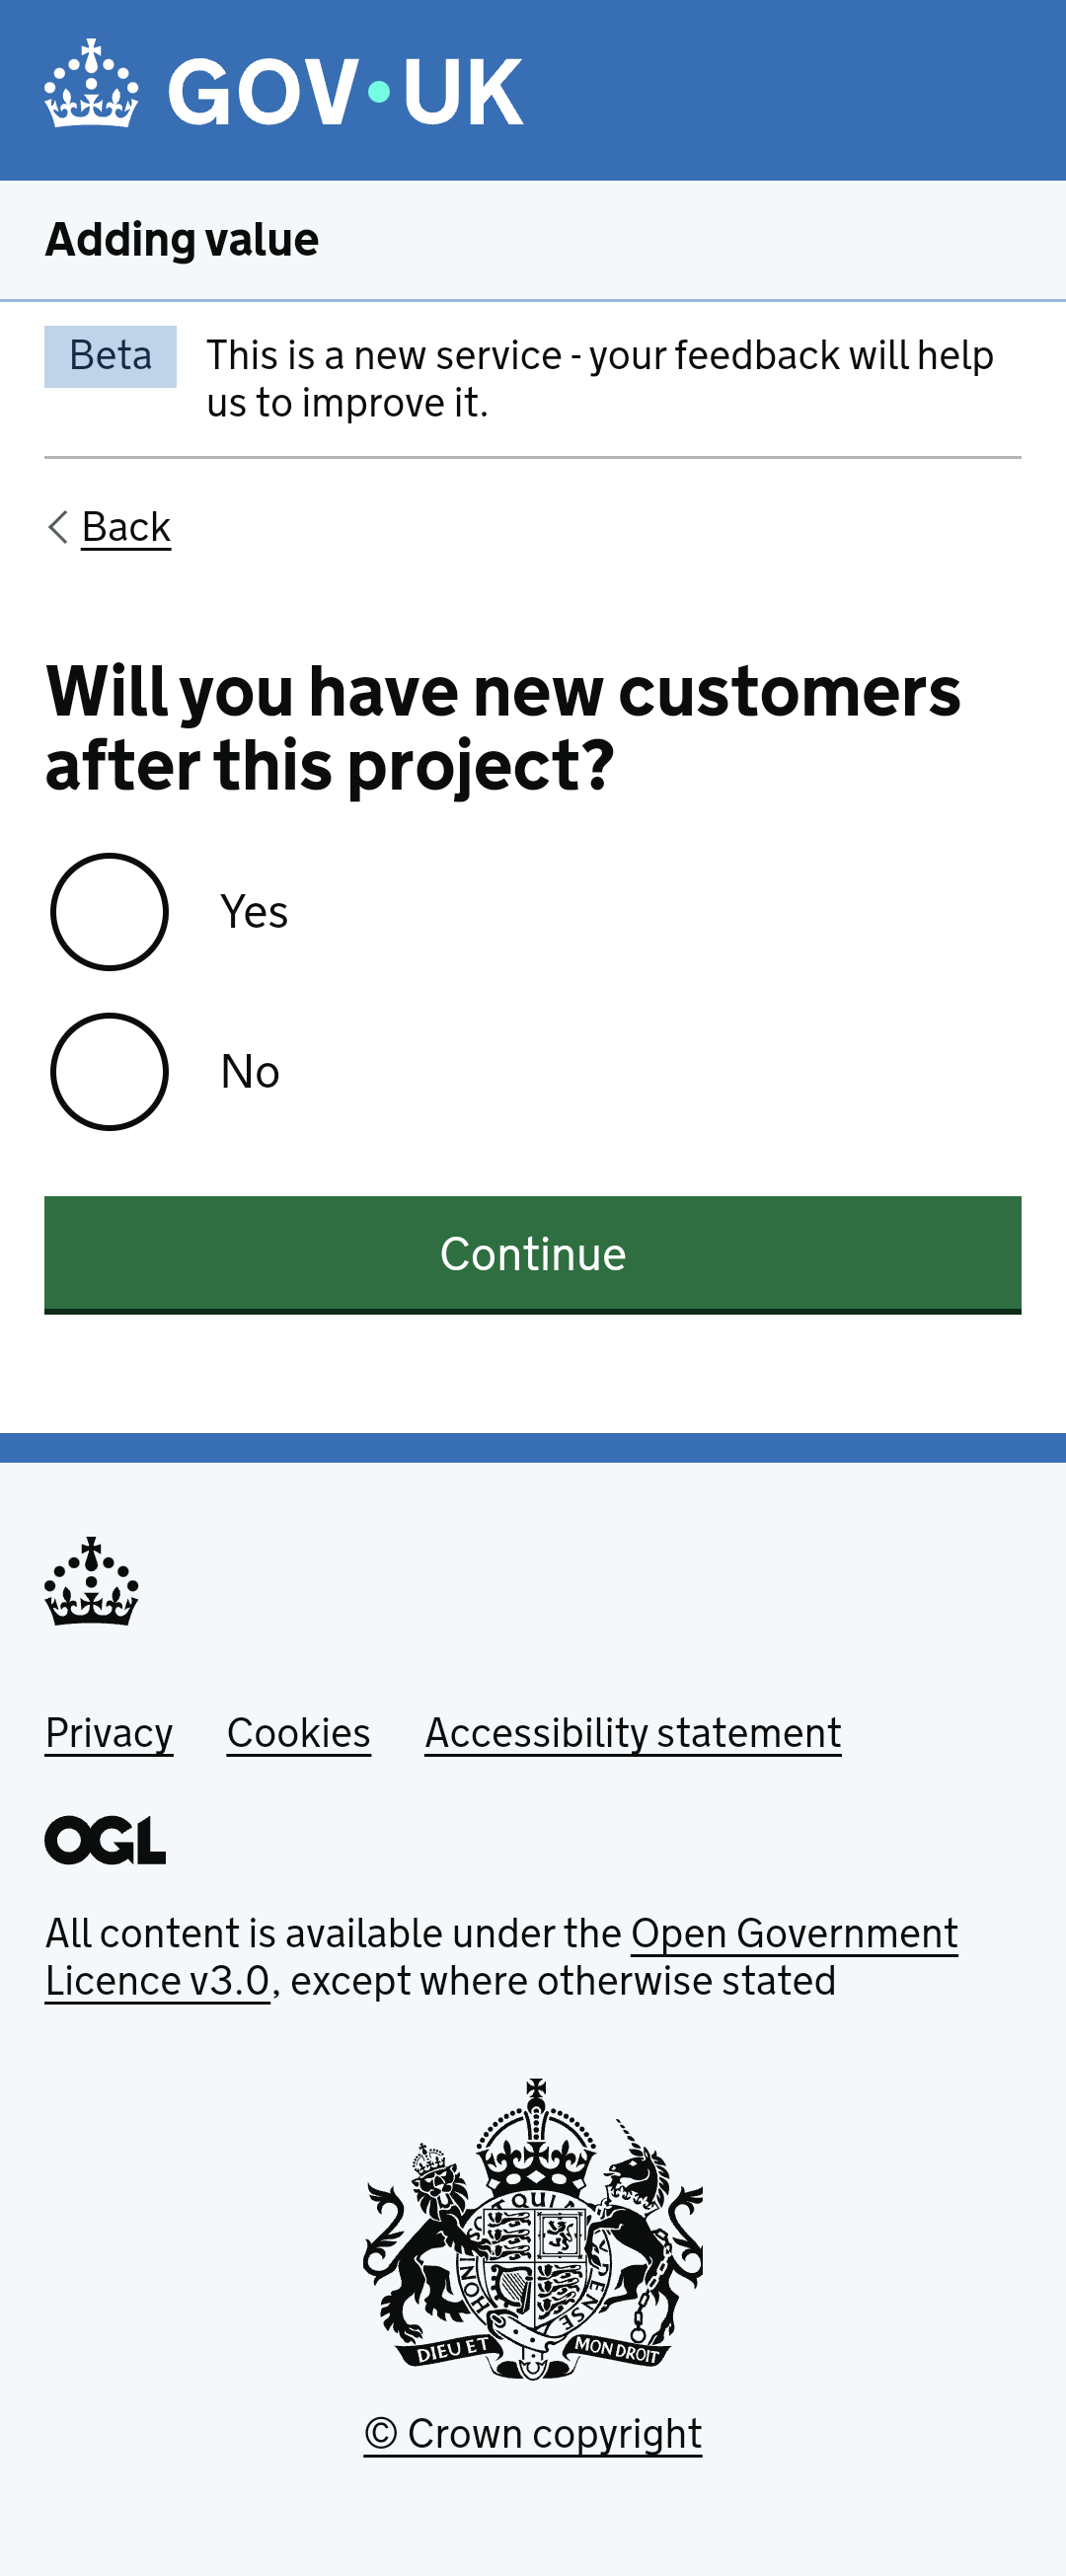 GOV·UK
Adding value
Beta
This is a new service - your feedback will help
us to improve it.
Back
Will you have new customers
after this project?
Yes
No
Continue
Privacy Cookies Accessibility statement
OGL
All content is available under the Open Government
Licence v3.0, except where otherwise stated
QUI
HONI
PENSE
DIEU ET MON DROIT
© Crown copyright